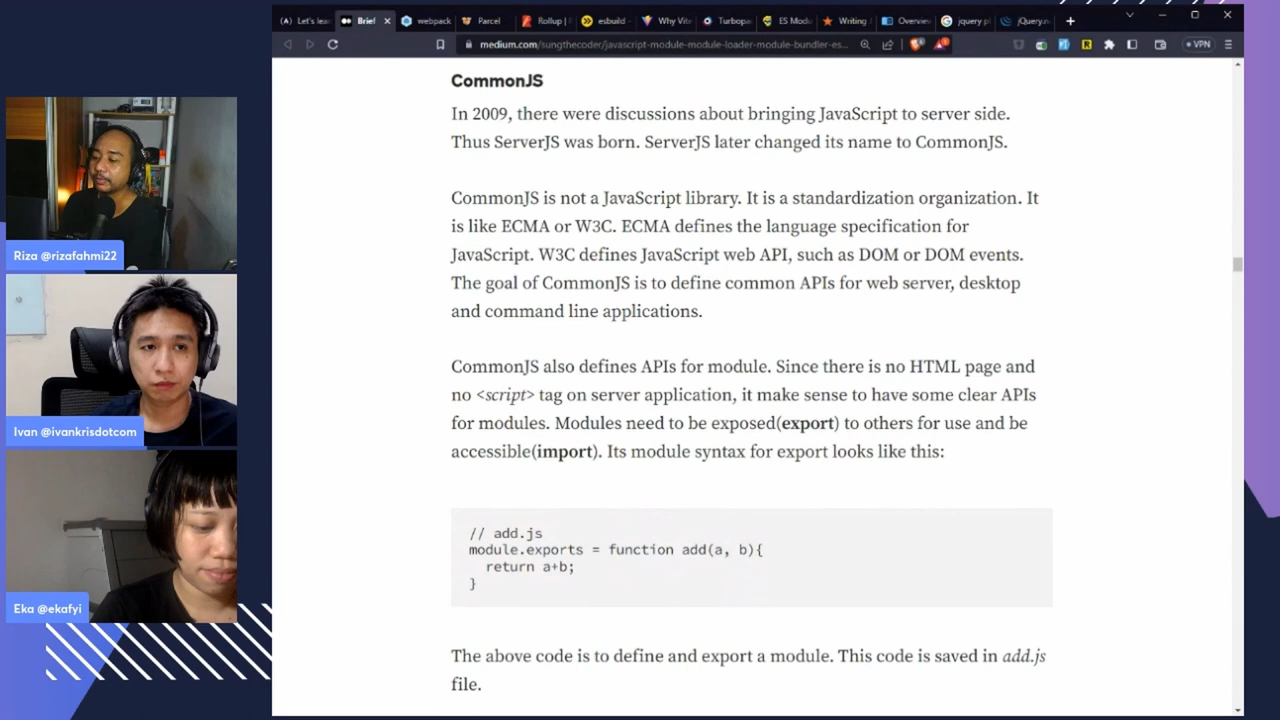 Let's lea
Brief
webpack
Parcel
Rollup |
esbuild -
Why Vite
Turbopa
ES Modu
Writing
Overvie
jquery p
jQuery.n
medium.com/sungthecoder/javascript-module-module-loader-module-bundler-es...
VPN
CommonJS
In 2009, there were discussions about bringing JavaScript to server side.
Thus ServerJS was born. ServerJS later changed its name to CommonJS.
CommonJS is not a JavaScript library. It is a standardization organization. It
is like ECMA or W3C. ECMA defines the language specification for
JavaScript. W3C defines JavaScript web API, such as DOM or DOM events.
The goal of CommonJS is to define common APIs for web server, desktop
and command line applications.
CommonJS also defines APIs for module. Since there is no HTML page and
no <script> tag on server application, it make sense to have some clear APIs
for modules. Modules need to be exposed(export) to others for use and be
accessible(import). Its module syntax for export looks like this:
// add.js
module.exports = function add(a, b){
return a+b;
}
The above code is to define and export a module. This code is saved in add.js
file.
Riza @rizafahmi22
Ivan @ivankrisdotcom
Eka @ekafyi